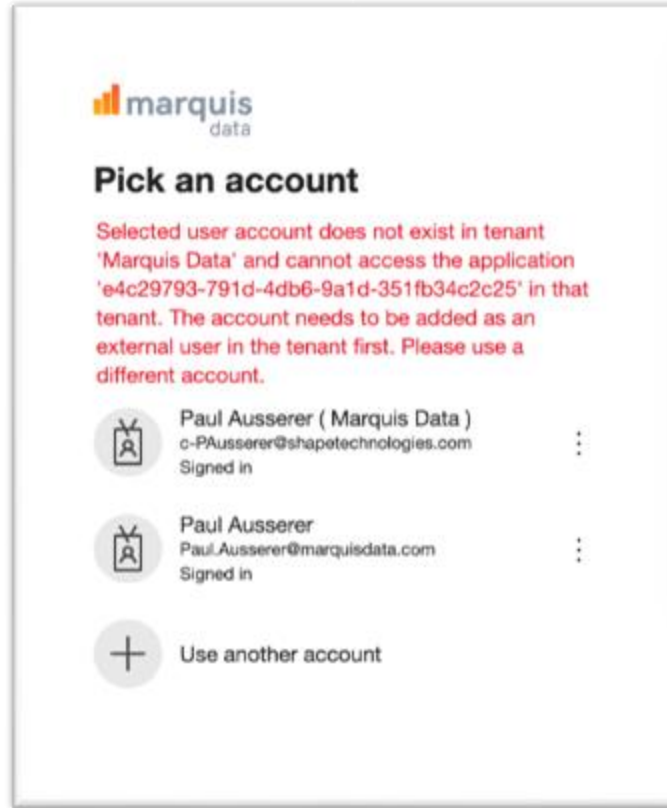 marquis
data
Pick an account
Selected user account does not exist in tenant
'Marquis Data' and cannot access the application
'e4c29793-791d-4db6-9a1d-351fb34c2c25' in that
tenant. The account needs to be added as an
external user in the tenant first. Please use a
different account.
Paul Ausserer ( Marquis Data )
c-PAusserer@shapetechnologies.com
Signed in
Paul Ausserer
Paul.Ausserer@marquisdata.com
Signed in
Use another account